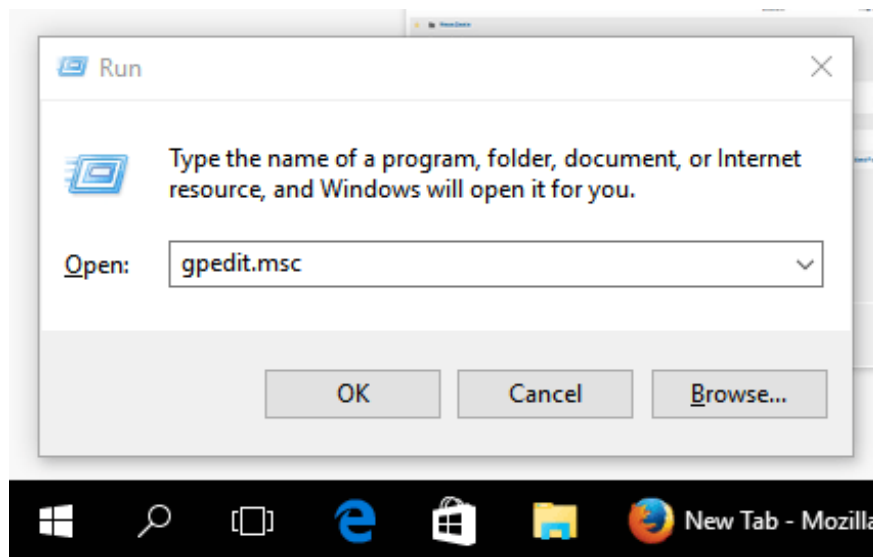 Run
Type the name of a program, folder, document, or Internet
resource, and Windows will open it for you.
Open:
gpedit.msc
OK
Cancel
Browse...
New Tab - Mozilla